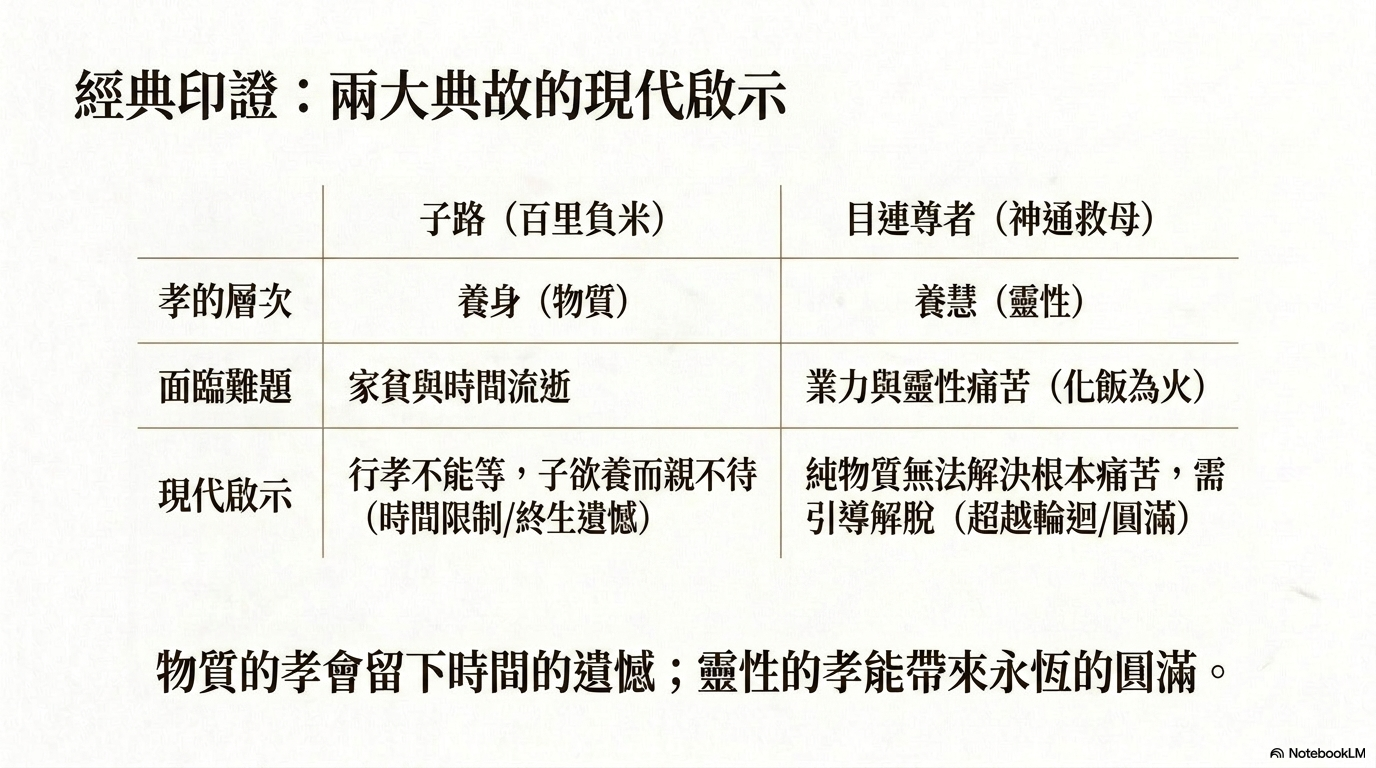 經典印證：兩大典故的現代啟示
子路（百里負米） 目連尊者（神通救母）
孝的層次 養身（物質） 養慧（靈性）
面臨難題 家貧與時間流逝 業力與靈性痛苦（化飯為火）
現代啟示
行孝不能等，子欲養而親不待
（時間限制/終生遺憾）
純物質無法解決根本痛苦，需
引導解脫（超越輪迴/圓滿）
物質的孝會留下時間的遺憾；靈性的孝能帶來永恆的圓滿。
NotebookLM